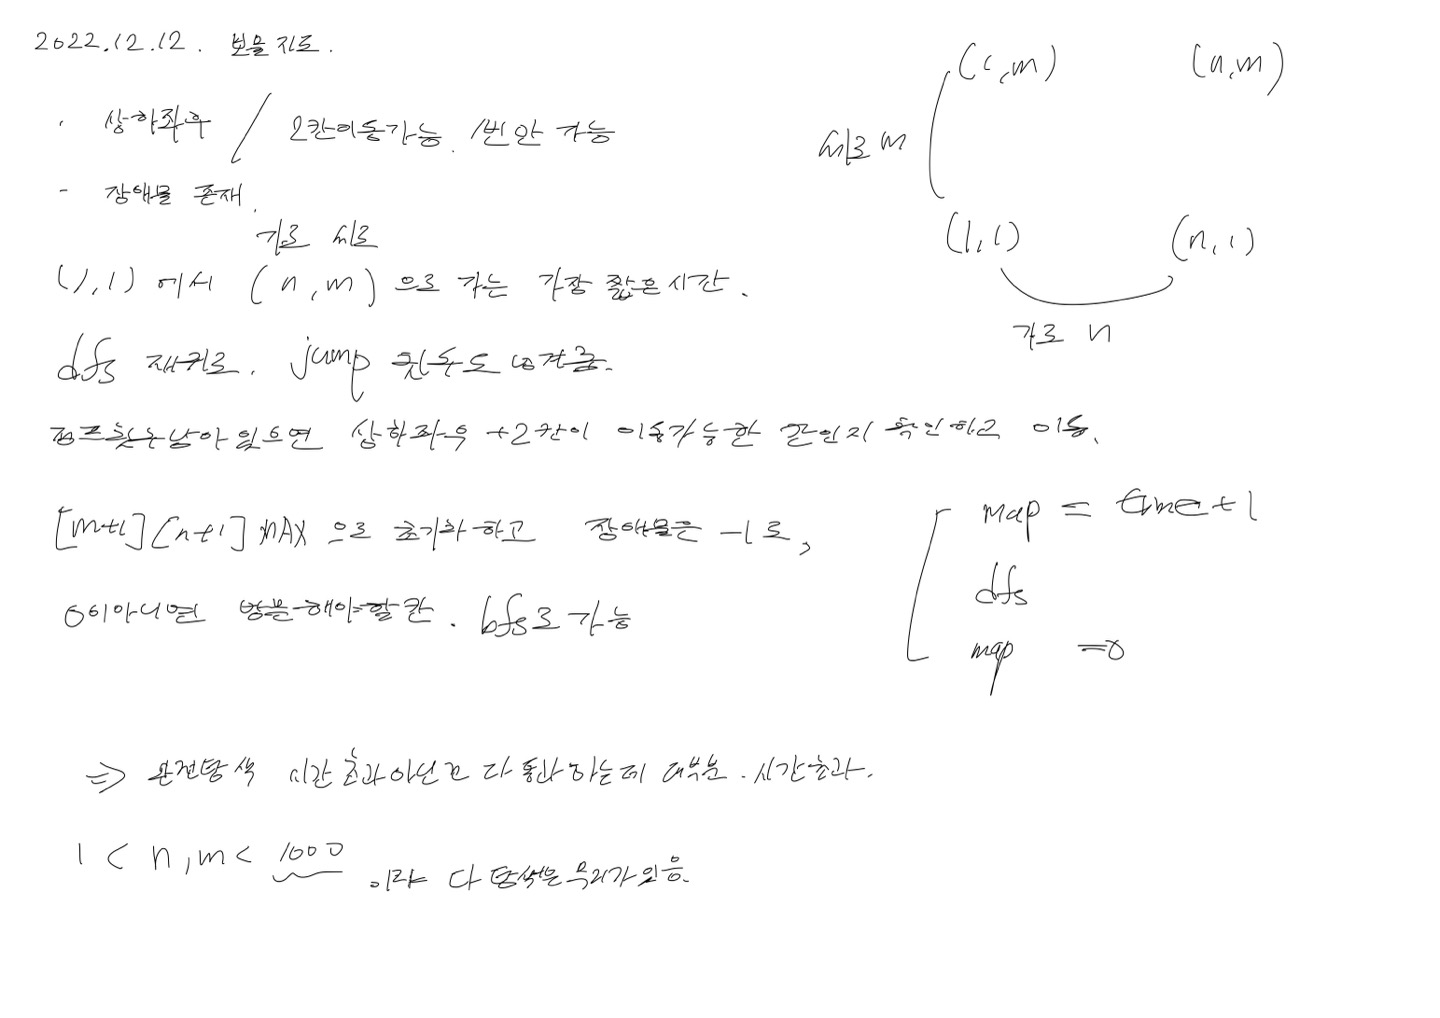 2022.12.12. 보물지도.
· 상하좌우 / 2칸이동가능. 1번만 가능
- 장애물 존재.
가로 세로
(1,1) 에서 (n,m) 으로 가는 가장 짧은 시간.
dfs 재귀로. jump 횟수도 넘겨줌.
점프횟수남아있으면 상하좌우 +2칸이 이동가능한 칸인지 확인하고 이동.
[m+1][n+1] MAX 으로 초기화 하고 장애물은 -1로,
0이아니면 방문해야할 칸. bfs로 가능
⇒ 완전탐색 시간초과아닌건 다 통과하는데 대부분. 시간초과.
1 < n,m < 1000 이라 다 탐색은 무리가 있음.
(1,m) (n,m)
세로 m
(1,1) (n,1)
가로 n
map = time+1
dfs
map =0